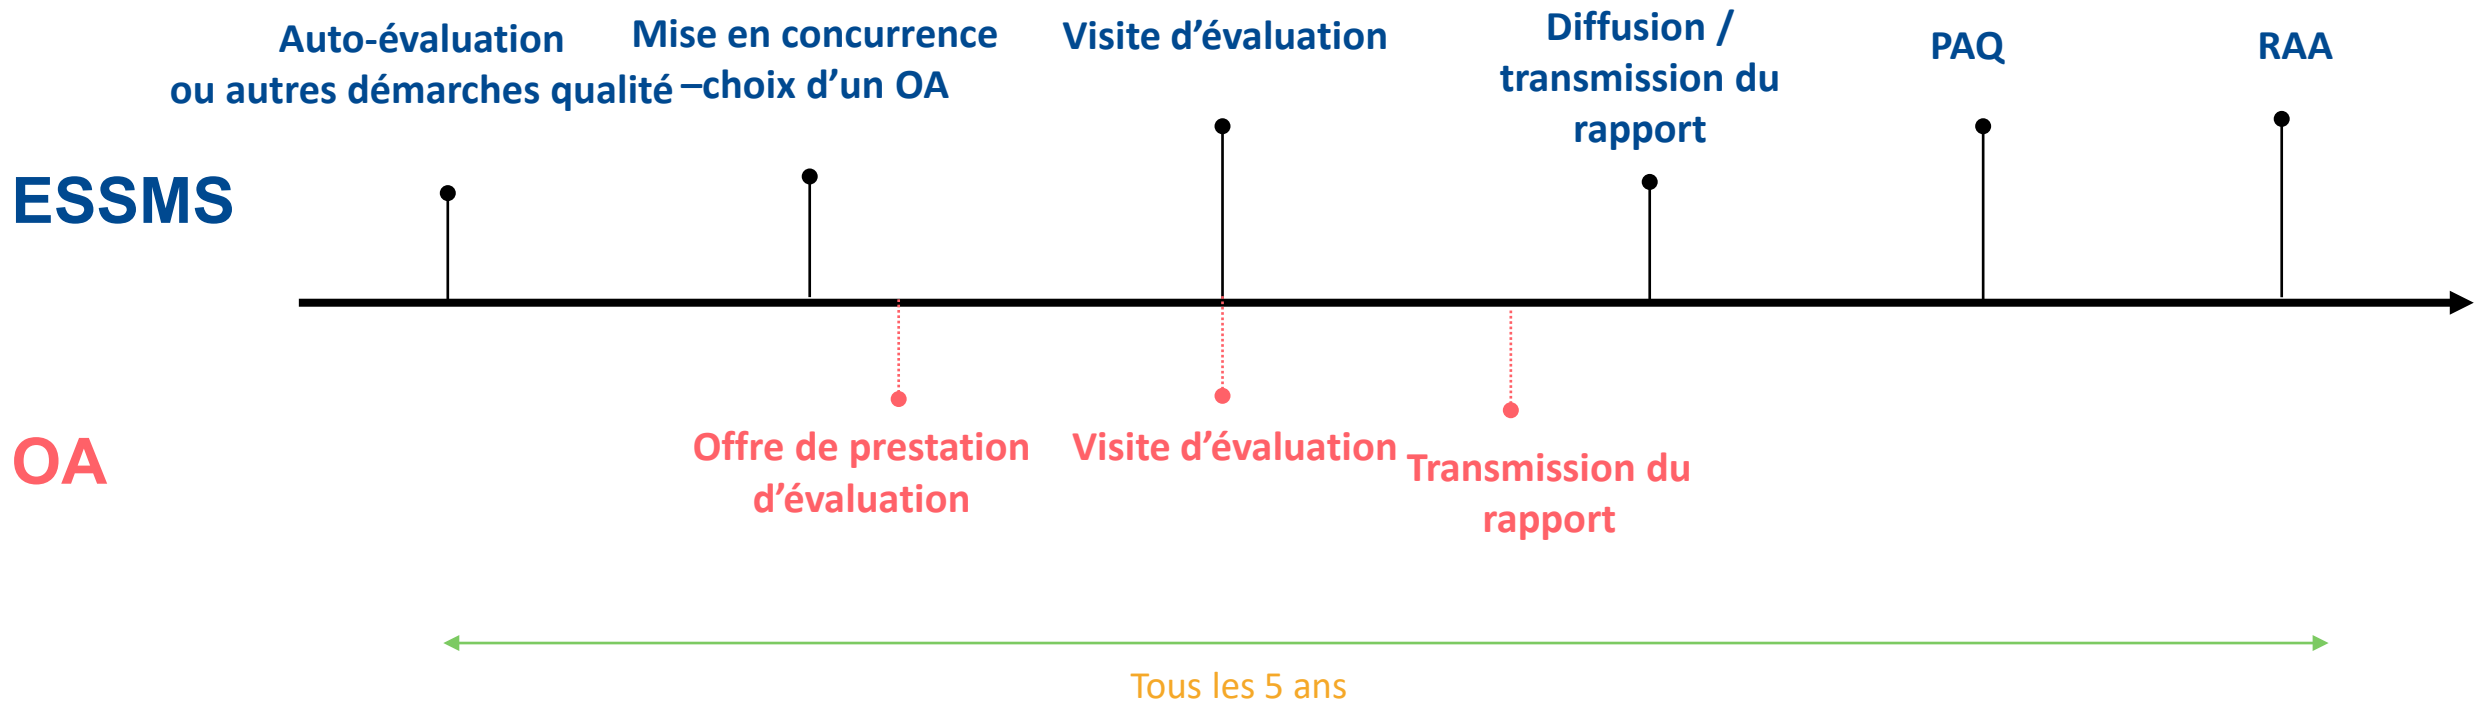 Auto-évaluation
ou autres démarches qualité
Mise en concurrence
–choix d’un OA
Visite d’évaluation
Diffusion /
transmission du
rapport
PAQ
RAA
ESSMS
OA
Offre de prestation
d’évaluation
Visite d’évaluation
Transmission du
rapport
Tous les 5 ans